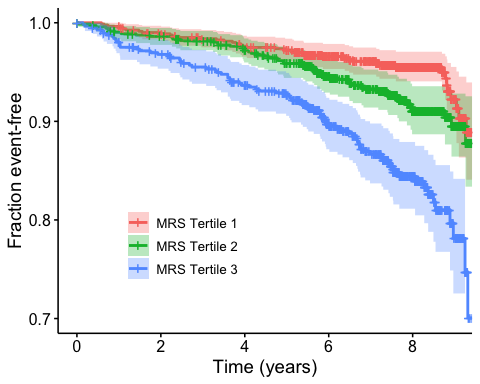 1.0
0.9
0.8
0.7
Fraction event-free
MRS Tertile 1
MRS Tertile 2
MRS Tertile 3
0 2 4 6 8
Time (years)